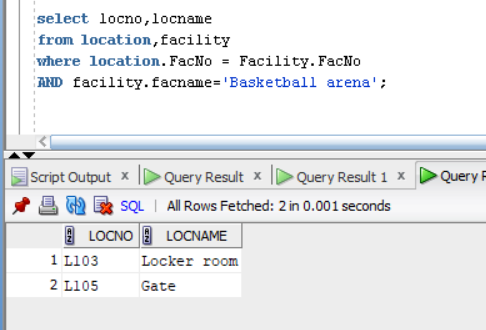 select locno,locname
from location,facility
where location.FacNo = Facility.FacNo
AND facility.facname='Basketball arena';
Script Output x Query Result x Query Result 1 x Query
SQL | All Rows Fetched: 2 in 0.001 seconds
LOCNO LOCNAME
1 L103 Locker room
2 L105 Gate